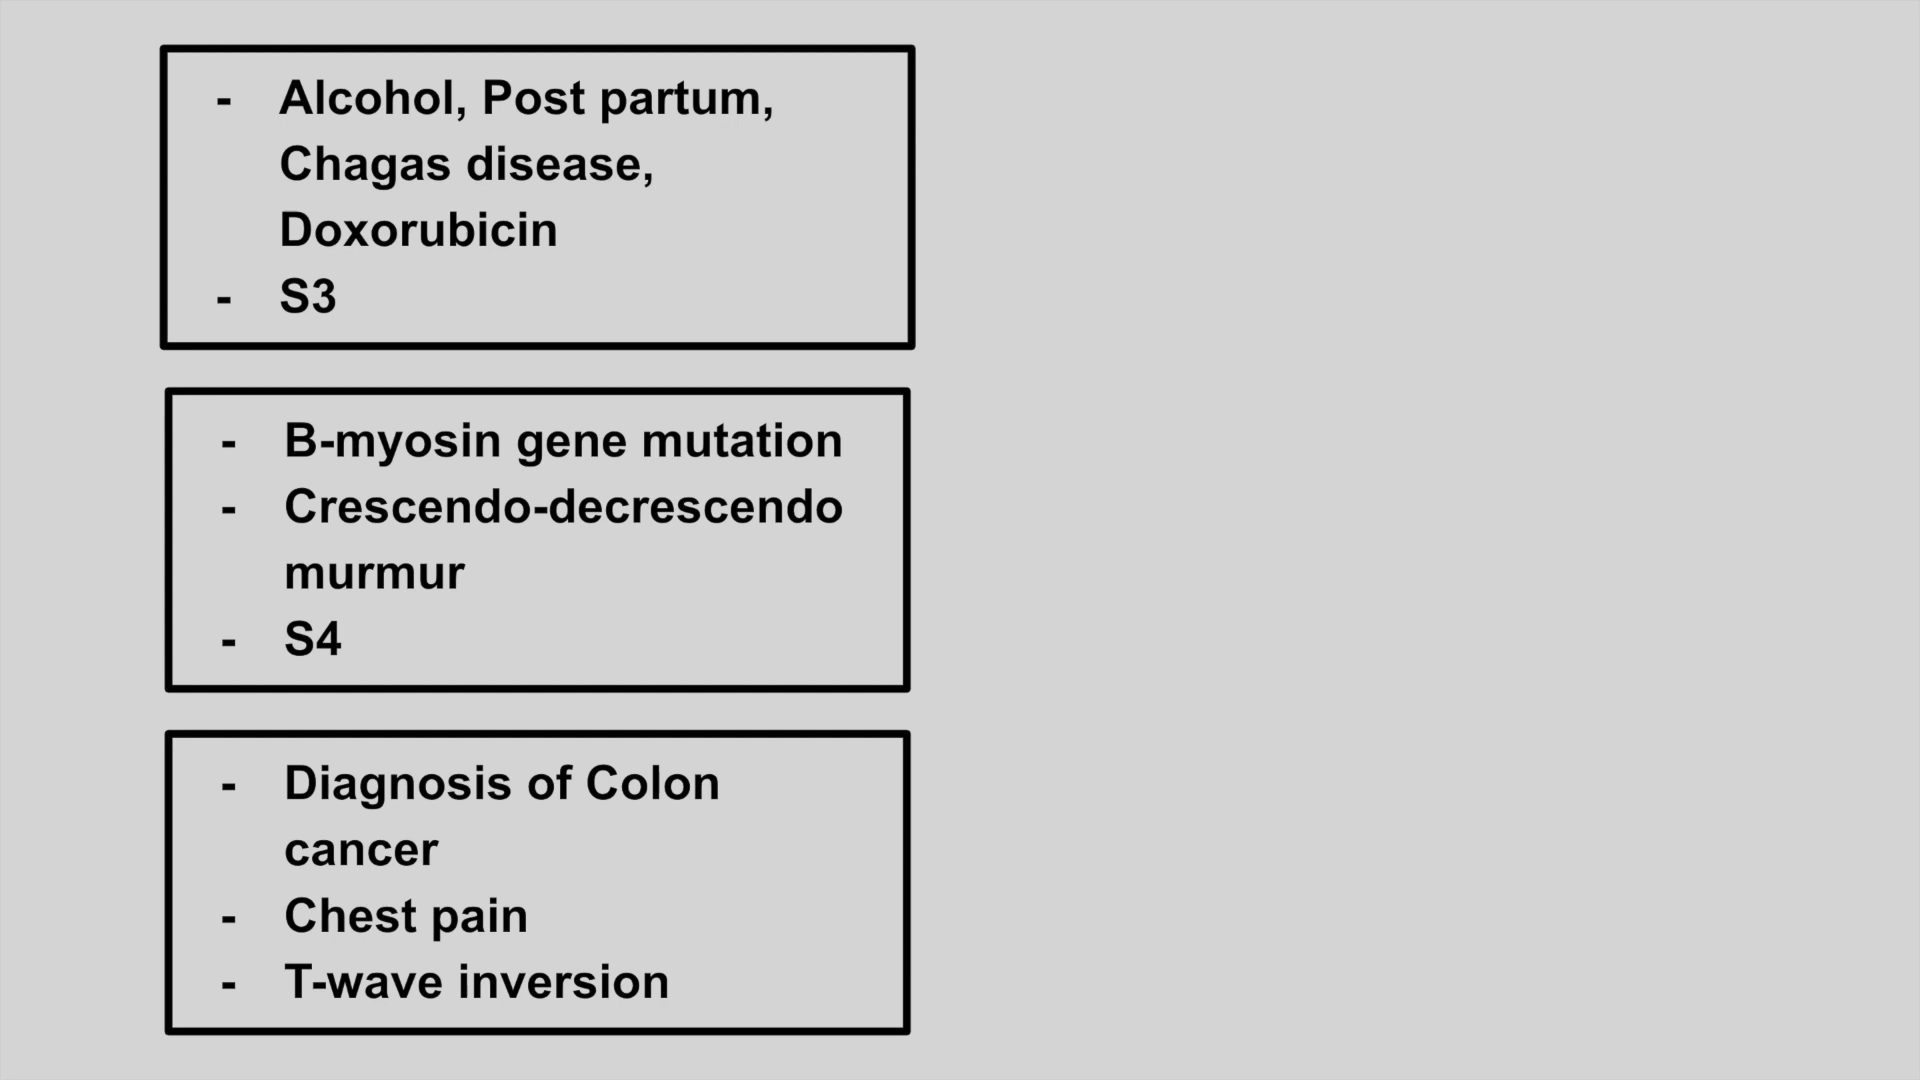 - Alcohol, Post partum,
Chagas disease,
Doxorubicin
- S3
- B-myosin gene mutation
- Crescendo-decrescendo
murmur
- S4
- Diagnosis of Colon
cancer
- Chest pain
- T-wave inversion